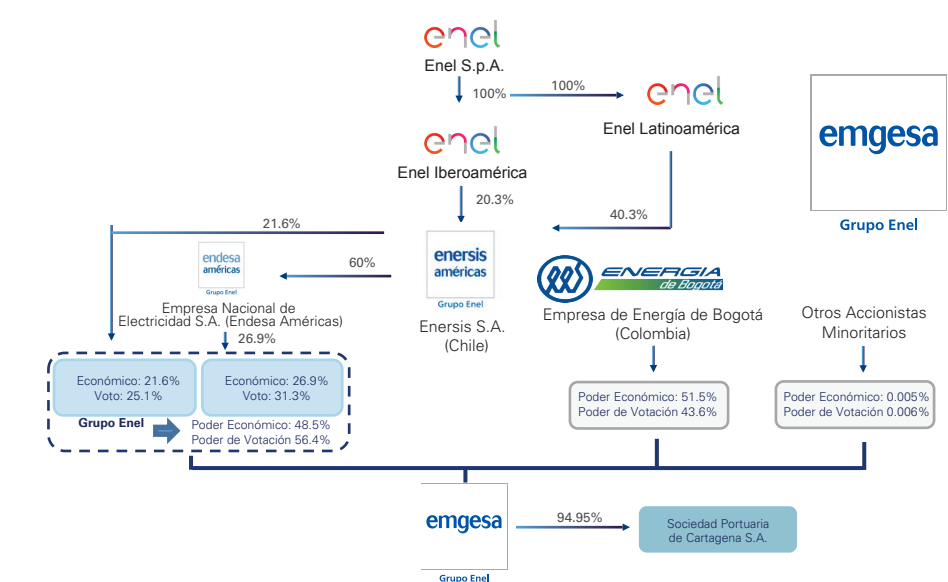 enel
Enel S.p.A.
100%
100%
enel
Enel Latinoamérica
enel
Enel Iberoamérica
emgesa
Grupo Enel
20.3%
40.3%
21.6%
60%
endesa
américas
Grupo Enel
Empresa Nacional de
Electricidad S.A. (Endesa Américas)
26.9%
enersis
américas
Grupo Enel
Enersis S.A.
(Chile)
ENERGIA
de Bogotá
Empresa de Energía de Bogotá
(Colombia)
Otros Accionistas
Minoritarios
Económico: 21.6%
Voto: 25.1%
Económico: 26.9%
Voto: 31.3%
Grupo Enel
Poder Económico: 48.5%
Poder de Votación 56.4%
Poder Económico: 51.5%
Poder de Votación 43.6%
Poder Económico: 0.005%
Poder de Votación 0.006%
emgesa
Grupo Enel
94.95%
Sociedad Portuaria
de Cartagena S.A.